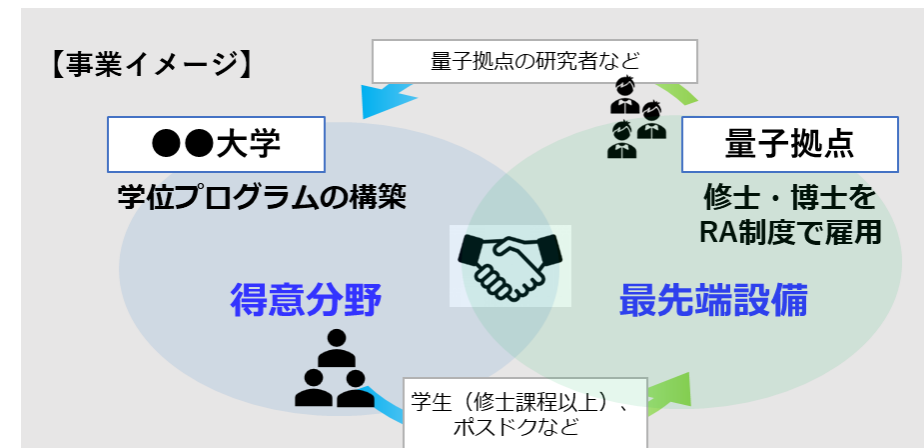 【事業イメージ】
量子拠点の研究者など
●●大学
量子拠点
学位プログラムの構築
修士・博士を
RA制度で雇用
得意分野
最先端設備
学生（修士課程以上）、
ポスドクなど